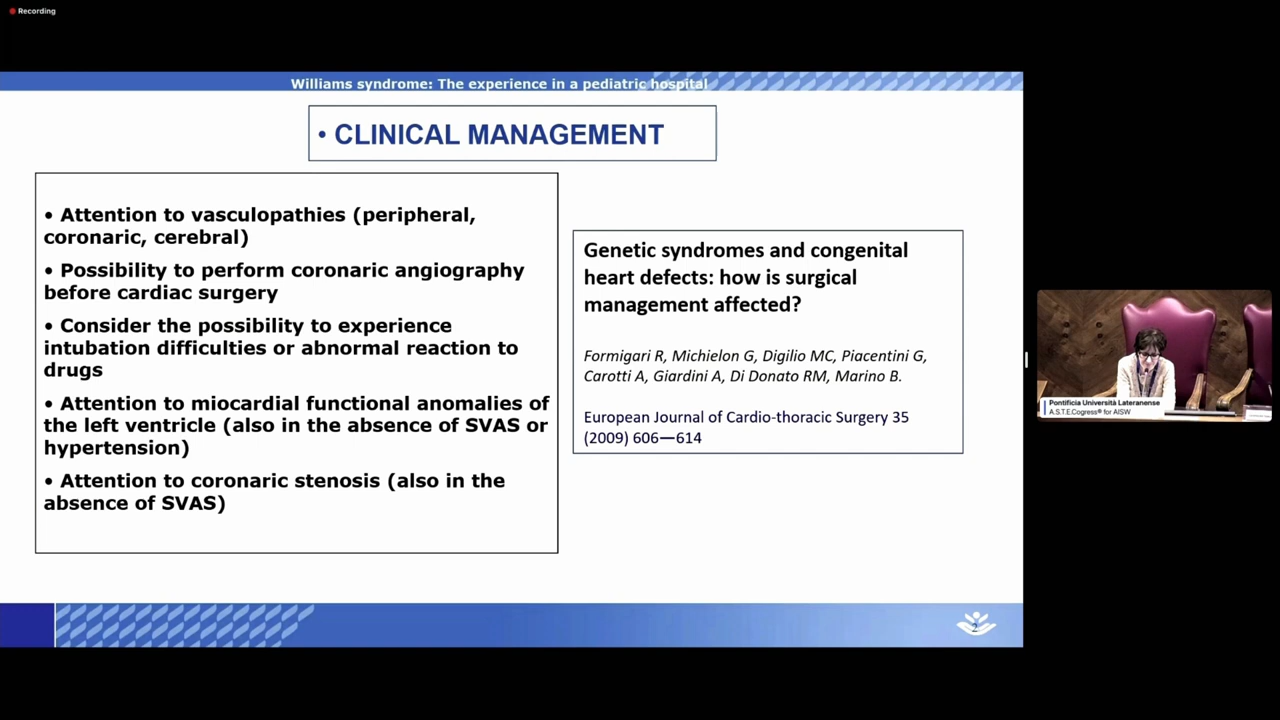 Recording
Williams syndrome: The experience in a pediatric hospital
• CLINICAL MANAGEMENT
• Attention to vasculopathies (peripheral,
coronaric, cerebral)
• Possibility to perform coronaric angiography
before cardiac surgery
• Consider the possibility to experience
intubation difficulties or abnormal reaction to
drugs
• Attention to miocardial functional anomalies of
the left ventricle (also in the absence of SVAS or
hypertension)
• Attention to coronaric stenosis (also in the
absence of SVAS)
Genetic syndromes and congenital
heart defects: how is surgical
management affected?
Formigari R, Michielon G, Digilio MC, Piacentini G,
Carotti A, Giardini A, Di Donato RM, Marino B.
European Journal of Cardio-thoracic Surgery 35
(2009) 606—614
Pontificia Università Lateranense
A.S.T.E.Cogress® for AISW
2